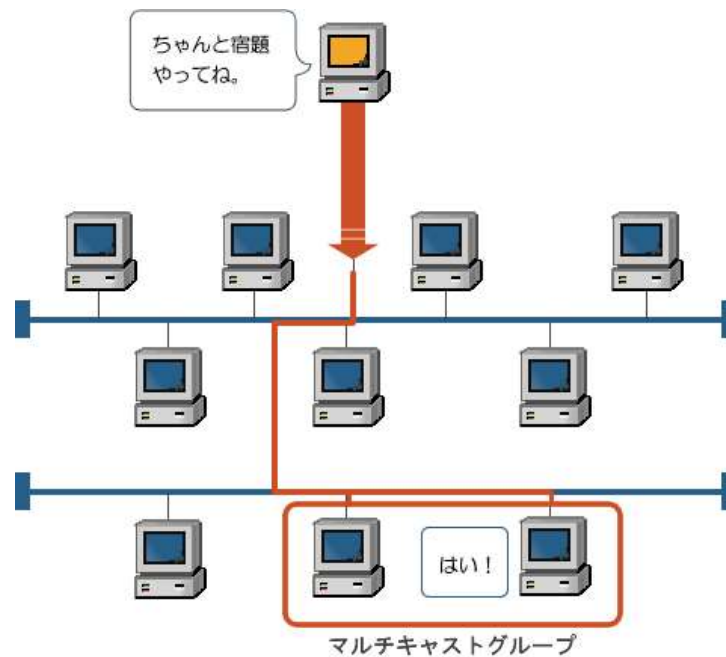 ちゃんと宿題
やってね。
はい！
マルチキャストグループ